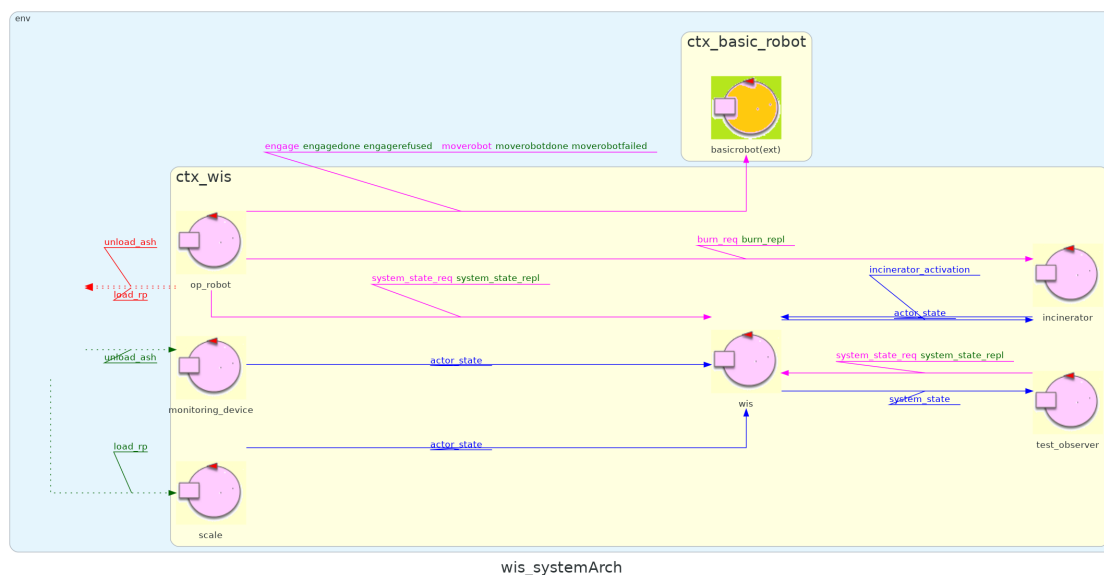 env
ctx_basic_robot
basicrobot(ext)
engage engagedone engagerefused moverobot moverobotdone moverobotfailed
ctx_wis
unload_ash
burn_req burn_repl
op_robot
system_state_req system_state_repl
incinerator_activation
load_rp
actor_state
incinerator
unload_ash
actor_state
system_state_req system_state_repl
monitoring_device
wis
system_state
load_rp
actor_state
test_observer
scale
wis_systemArch